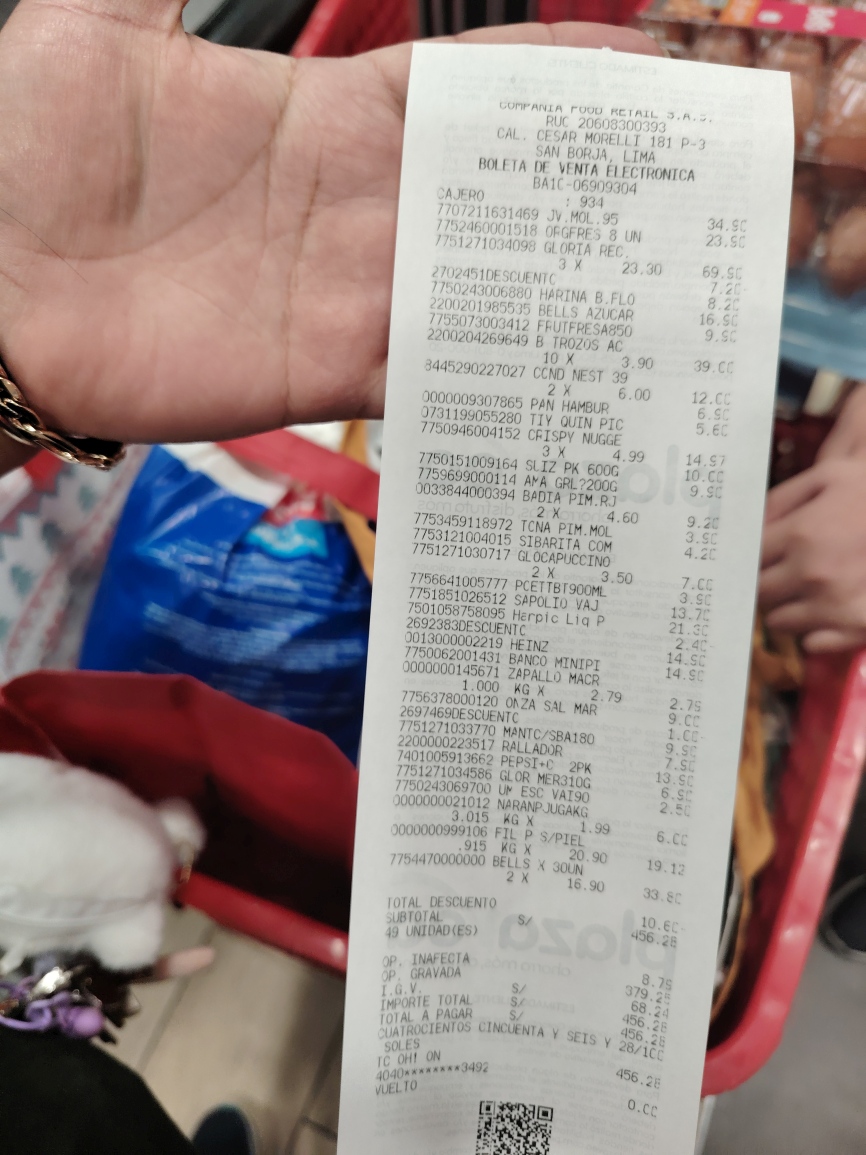 COMPAÑIA FOOD RETAIL S.A.S.
RUC 20608300393
CAL. CESAR MORELLI 181 P-3
SAN BORJA, LIMA
BOLETA DE VENTA ELECTRONICA
BA1C-06909304
CAJERO : 934
7707211631469 JV.MOL.95 34.90
7752460001518 ORGFRES 8 UN 23.90
7751271034098 GLORIA REC.
3 X 23.30 69.90
2702451DESCUENTO 7.20-
7750243006880 HARINA B.FLO 8.20
2200201985535 BELLS AZUCAR 16.90
7755073003412 FRUTFRESA850 9.90
2200204269649 B TROZOS AC
10 X 3.90 39.00
8445290227027 COND NEST 39
2 X 6.00 12.00
0000009307865 PAN HAMBUR 6.90
0731199055280 TIY QUIN PIC 5.60
7750946004152 CRISPY NUGGE
3 X 4.99 14.97
7750151009164 SLIZ PK 600G 10.00
7759699000114 AMA GRL?200G 9.90
0033844000394 BADIA PIM.RJ
2 X 4.60 9.20
7753459118972 TCNA PIM.MOL 3.90
7753121004015 SIBARITA COM 4.20
7751271030717 GLOCAPUCCINO
2 X 3.50 7.00
7756641005777 PCETTBT900ML 3.90
7751851026512 SAPOLIO VAJ 13.70
7501058758095 Harpic Liq P 21.30
2692383DESCUENTO 2.40-
0013000002219 HEINZ 14.90
7750062001431 BANCO MINIPI 14.90
0000000145671 ZAPALLO MACR
1.000 KG X 2.79 2.79
7756378000120 ONZA SAL MAR 9.00
2697469DESCUENTO 1.00-
7751271033770 MANTC/SBA180 9.90
2200000223517 RALLADOR 7.90
7401005913662 PEPSI+C 2PK 13.90
7751271034586 GLOR MER310G 6.90
7750243069700 UM ESC VAI90 2.50
0000000021012 NARANPJUGAKG
3.015 KG X 1.99 6.00
0000000999106 FIL P S/PIEL
.915 KG X 20.90 19.12
7754470000000 BELLS X 30UN
2 X 16.90 33.80
TOTAL DESCUENTO 10.60-
SUBTOTAL S/ 456.28
49 UNIDAD(ES)
OP. INAFECTA 8.79
OP. GRAVADA 379.25
I.G.V. S/ 68.24
IMPORTE TOTAL S/ 456.28
TOTAL A PAGAR S/ 456.28
CUATROCIENTOS CINCUENTA Y SEIS Y 28/100
SOLES
TC OH! ON 456.28
4040********3492
VUELTO 0.00